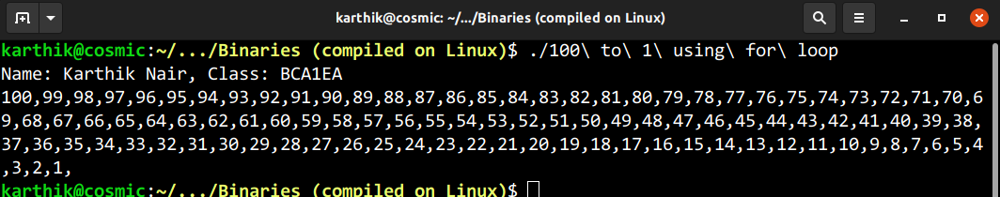 karthik@cosmic: ~/.../Binaries (compiled on Linux)
karthik@cosmic:~/.../Binaries (compiled on Linux)$ ./100\ to\ 1\ using\ for\ loop
Name: Karthik Nair, Class: BCA1EA
100,99,98,97,96,95,94,93,92,91,90,89,88,87,86,85,84,83,82,81,80,79,78,77,76,75,74,73,72,71,70,6
9,68,67,66,65,64,63,62,61,60,59,58,57,56,55,54,53,52,51,50,49,48,47,46,45,44,43,42,41,40,39,38,
37,36,35,34,33,32,31,30,29,28,27,26,25,24,23,22,21,20,19,18,17,16,15,14,13,12,11,10,9,8,7,6,5,4
,3,2,1,
karthik@cosmic:~/.../Binaries (compiled on Linux)$